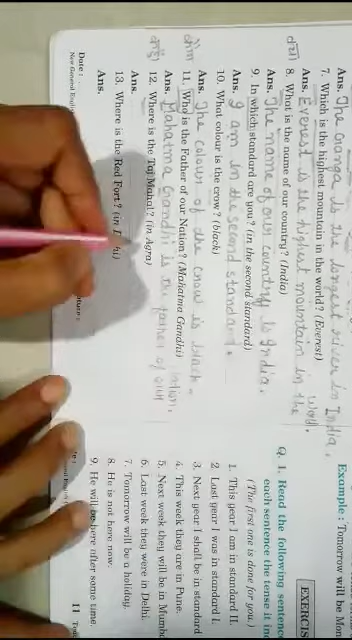 Ans. The Ganga is the largest river in India.
7. Which is the highest mountain in the world? (Everest)
Ans. Everest is the highest mountain in the world.
8. What is the name of our country? (India)
Ans. The name of our country is India.
9. In which standard are you? (in the second standard)
Ans. I am in the second standard.
10. What colour is the crow? (black)
Ans. The colour of the crow is black.
11. Who is the Father of our Nation? (Mahatma Gandhi)
Ans. Mahatma Gandhi is the father of our
12. Where is the Taj Mahal? (in Agra)
Ans.
13. Where is the Red Fort? (in
Ans.
Date :
Example : Tomorrow will be Mon
EXERCIS
Q. 1. Read the following sentenc
each sentence the tense it in
(The first one is done for you.)
1. This year I am in standard II.
2. Last year I was in standard I.
3. Next year I shall be in standard
4. This week they are in Pune.
5. Next week they will be in Mumb
6. Last week they were in Delhi.
7. Tomorrow will be a holiday.
8. He is not here now.
9. He will be here after some time.
11